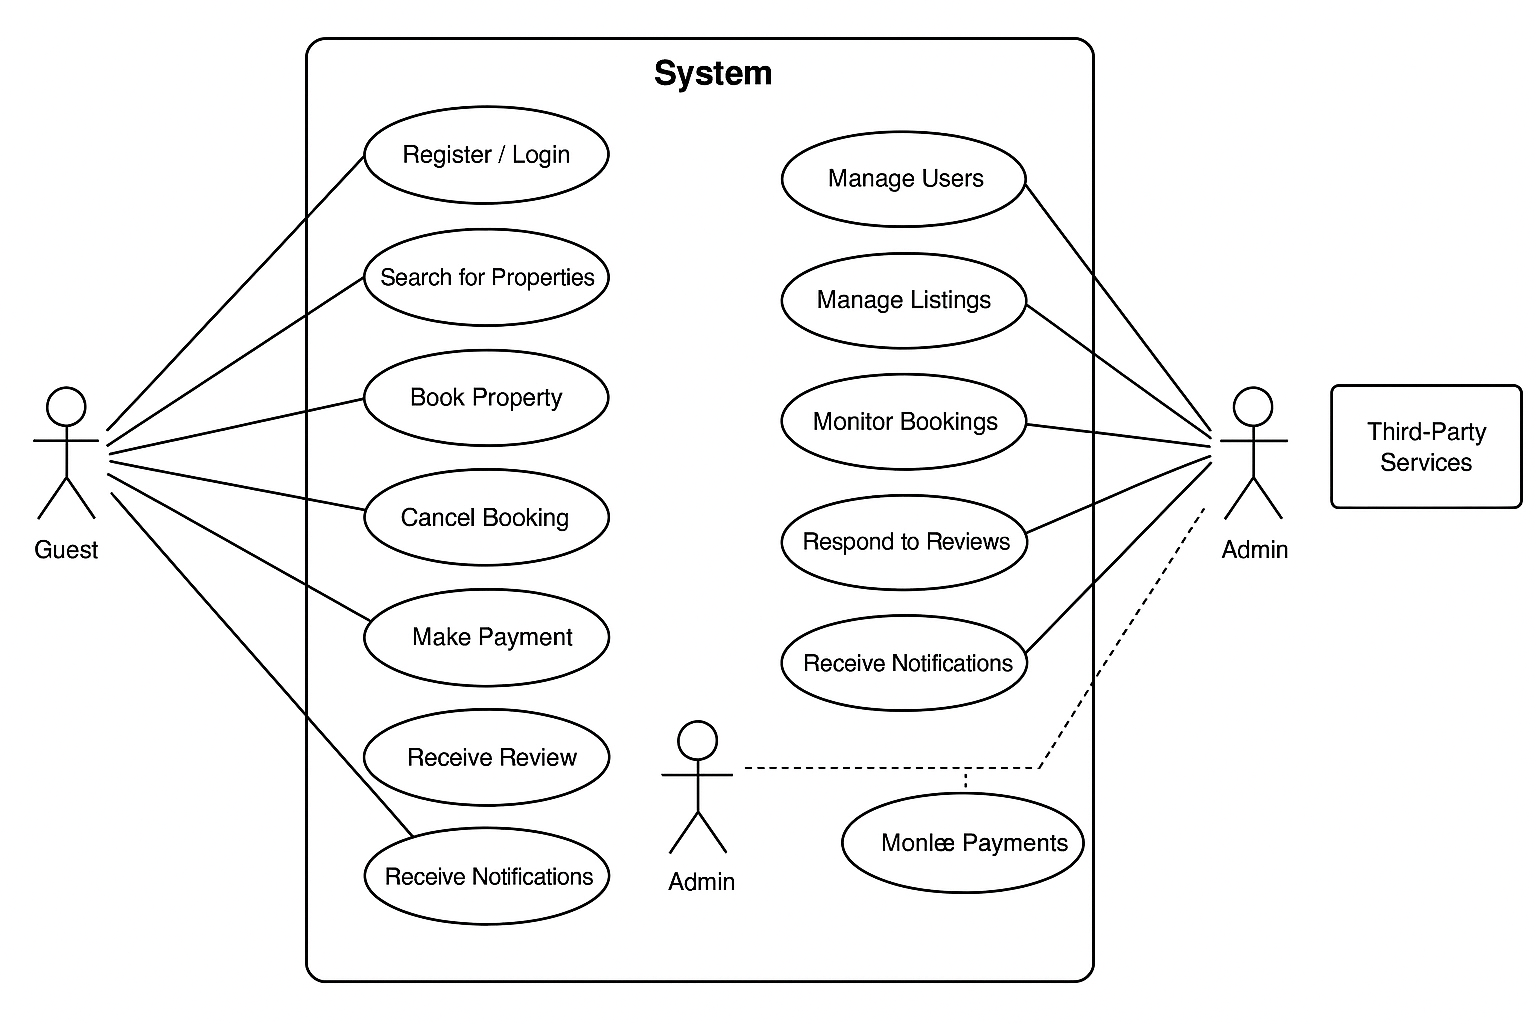 System
Register / Login
Search for Properties
Book Property
Cancel Booking
Make Payment
Receive Review
Receive Notifications
Guest
Manage Users
Manage Listings
Monitor Bookings
Respond to Reviews
Receive Notifications
Admin
Monlæ Payments
Admin
Third-Party
Services